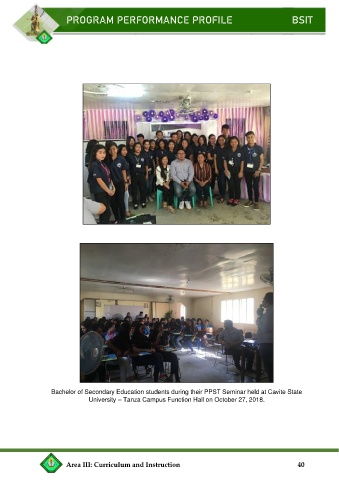 PROGRAM PERFORMANCE PROFILE BSIT
Bachelor of Secondary Education students during their PPST Seminar held at Cavite State
University – Tanza Campus Function Hall on October 27, 2018.
Area III: Curriculum and Instruction 40